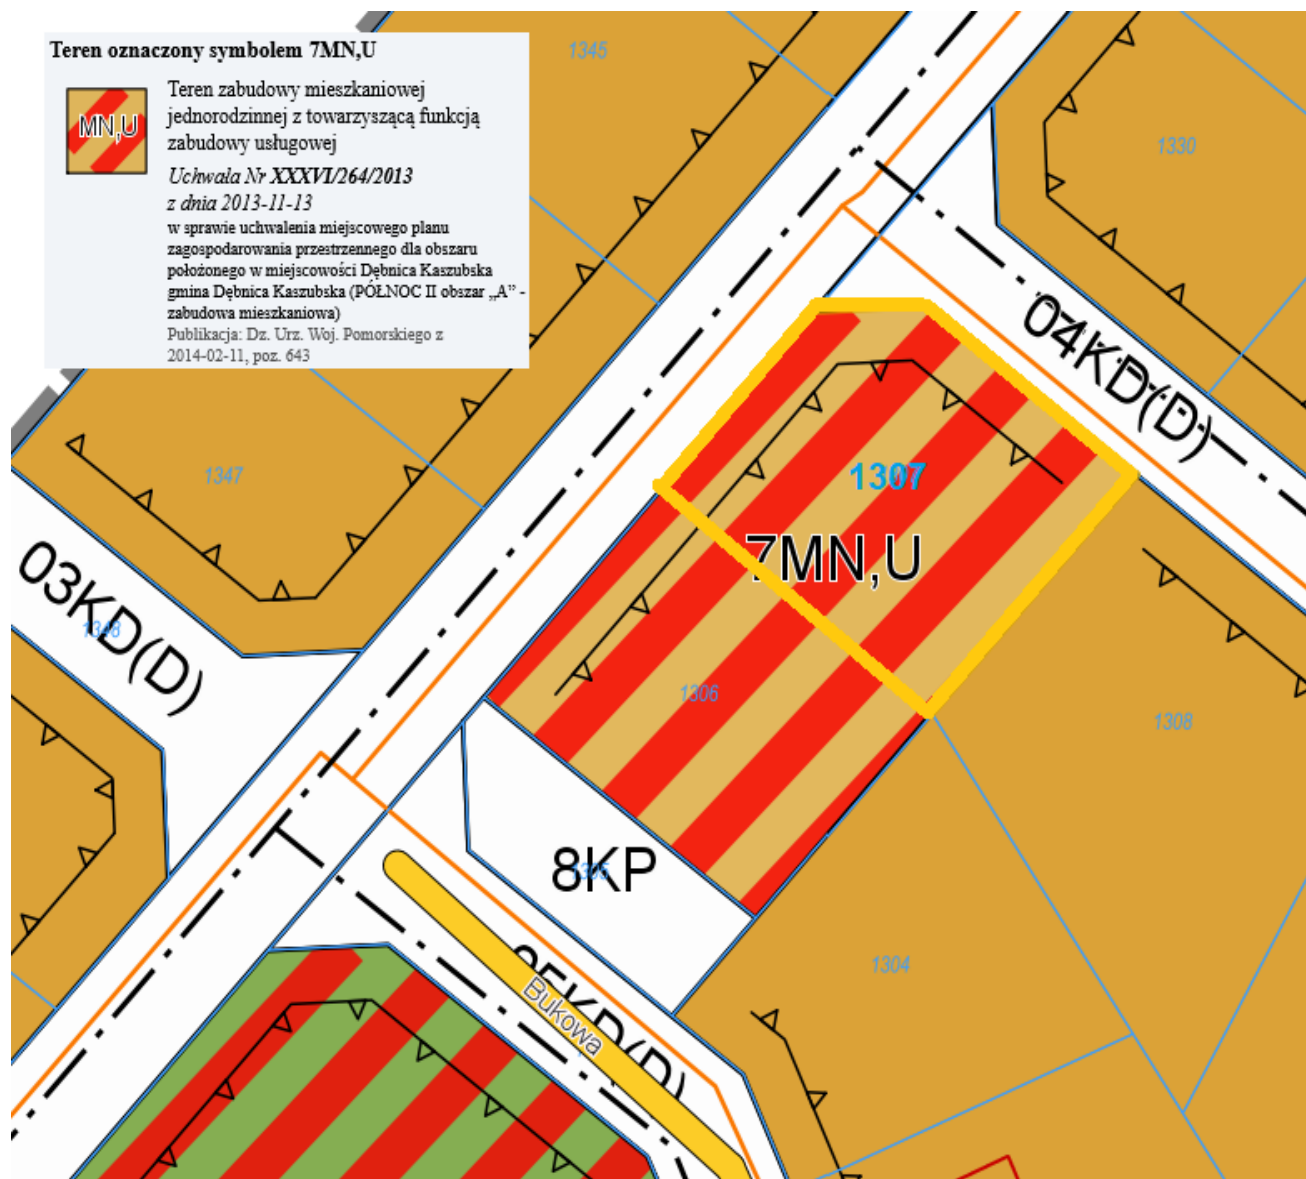 Teren oznaczony symbolem 7MN,U
MN,U
Teren zabudowy mieszkaniowej
jednorodzinnej z towarzyszącą funkcją
zabudowy usługowej
Uchwała Nr XXXVI/264/2013
z dnia 2013-11-13
w sprawie uchwalenia miejscowego planu
zagospodarowania przestrzennego dla obszaru
położonego w miejscowości Dębnica Kaszubska
gmina Dębnica Kaszubska (PÓŁNOC II obszar „A” -
zabudowa mieszkaniowa)
Publikacja: Dz. Urz. Woj. Pomorskiego z
2014-02-11, poz. 643
1345
1330
04KD(D)
1347
1307
7MN,U
03KD(D)
1348
1306
1308
8KP
1305
1304
05KD(D)
Bukowa